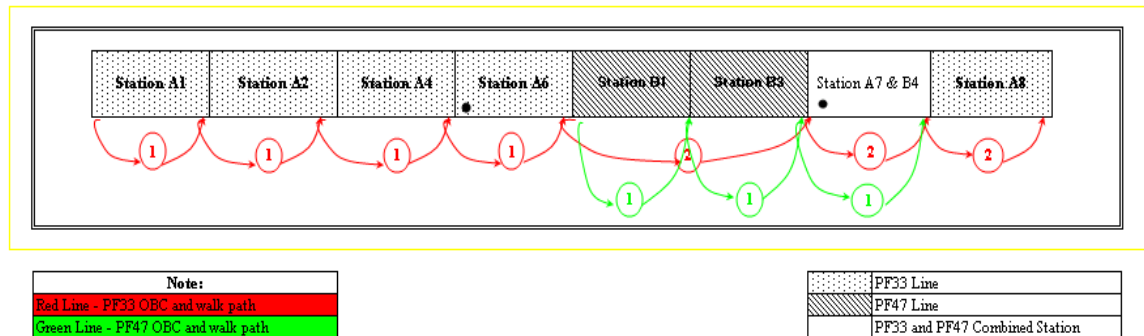 Station A1 Station A2 Station A4 Station A6 Station B1 Station B3 Station A7 & B4 Station A8
1 1 1 1 2 2 2
1 1 1
Note:
Red Line - PF33 OBC and walk path
Green Line - PF47 OBC and walk path
PF33 Line
PF47 Line
PF33 and PF47 Combined Station